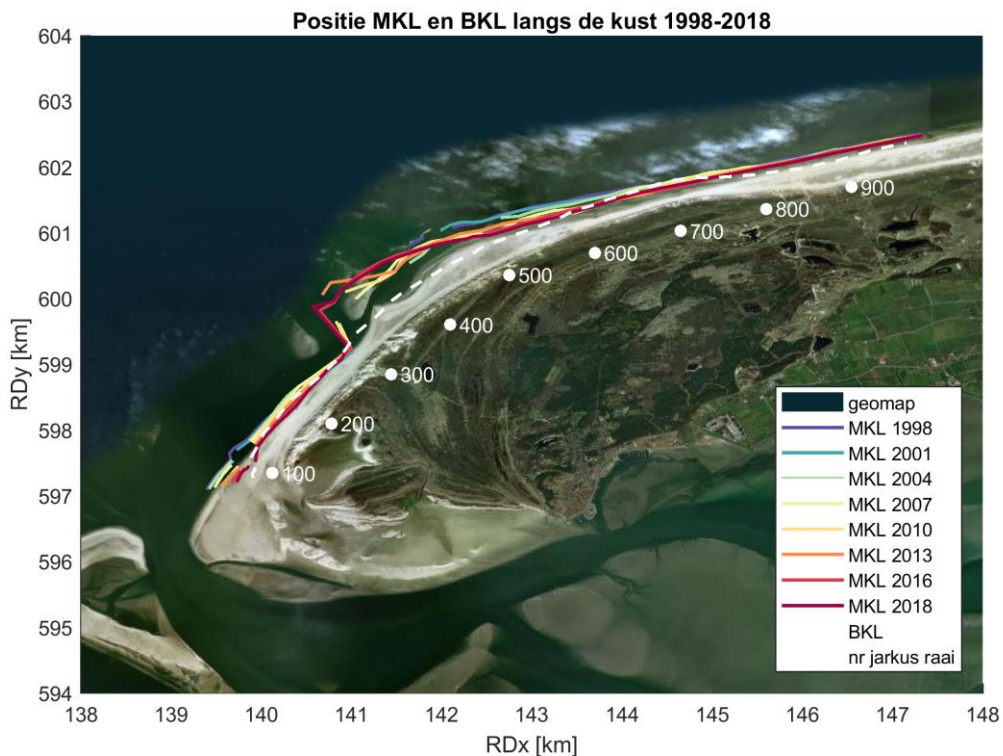 Positie MKL en BKL langs de kust 1998-2018
604
603
602
601
600
599
598
597
596
595
594
RDy [km]
900
800
700
600
500
400
300
200
100
geomap
MKL 1998
MKL 2001
MKL 2004
MKL 2007
MKL 2010
MKL 2013
MKL 2016
MKL 2018
BKL
nr jarkus raai
138 139 140 141 142 143 144 145 146 147 148
RDx [km]